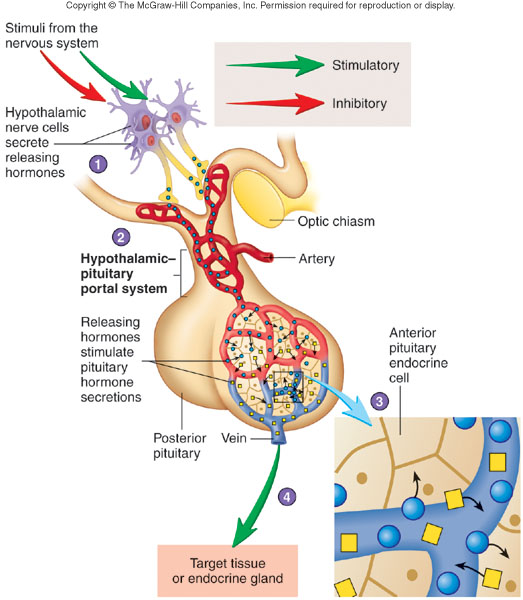 Copyright © The McGraw-Hill Companies, Inc. Permission required for reproduction or display.
Stimuli from the
nervous system
Stimulatory
Inhibitory
Hypothalamic
nerve cells
secrete
releasing
hormones
1
Optic chiasm
2
Hypothalamic–
pituitary
portal system
Artery
Releasing
hormones
stimulate
pituitary
hormone
secretions
Anterior
pituitary
endocrine
cell
3
Posterior
pituitary
Vein
4
Target tissue
or endocrine gland